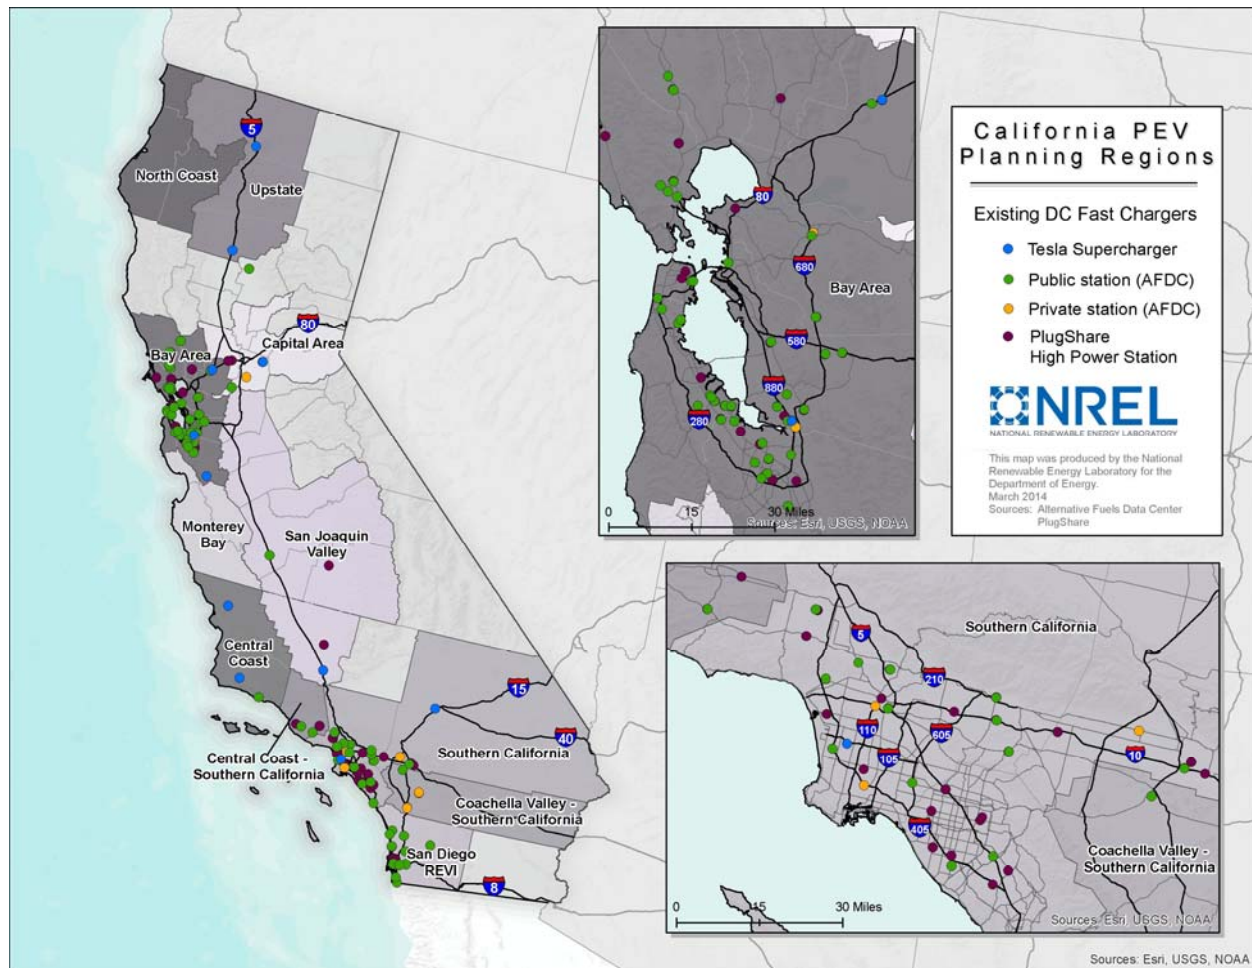 California PEV
Planning Regions
Existing DC Fast Chargers
Tesla Supercharger
Public station (AFDC)
Private station (AFDC)
PlugShare
High Power Station
NREL
NATIONAL RENEWABLE ENERGY LABORATORY
This map was produced by the National
Renewable Energy Laboratory for the
Department of Energy.
March 2014
Sources: Alternative Fuels Data Center
PlugShare
5
North Coast
Upstate
80
Capital Area
Bay Area
Monterey
Bay
San Joaquin
Valley
Central
Coast
15
40
Central Coast -
Southern California
Southern California
Coachella Valley -
Southern California
San Diego
REVI
8
80
680
Bay Area
580
880
280
0 15 30 Miles
Sources: Esri, USGS, NOAA
Southern California
5
210
110
605
105
10
405
Coachella Valley -
Southern California
0 15 30 Miles
Sources: Esri, USGS, NOAA
Sources: Esri, USGS, NOAA